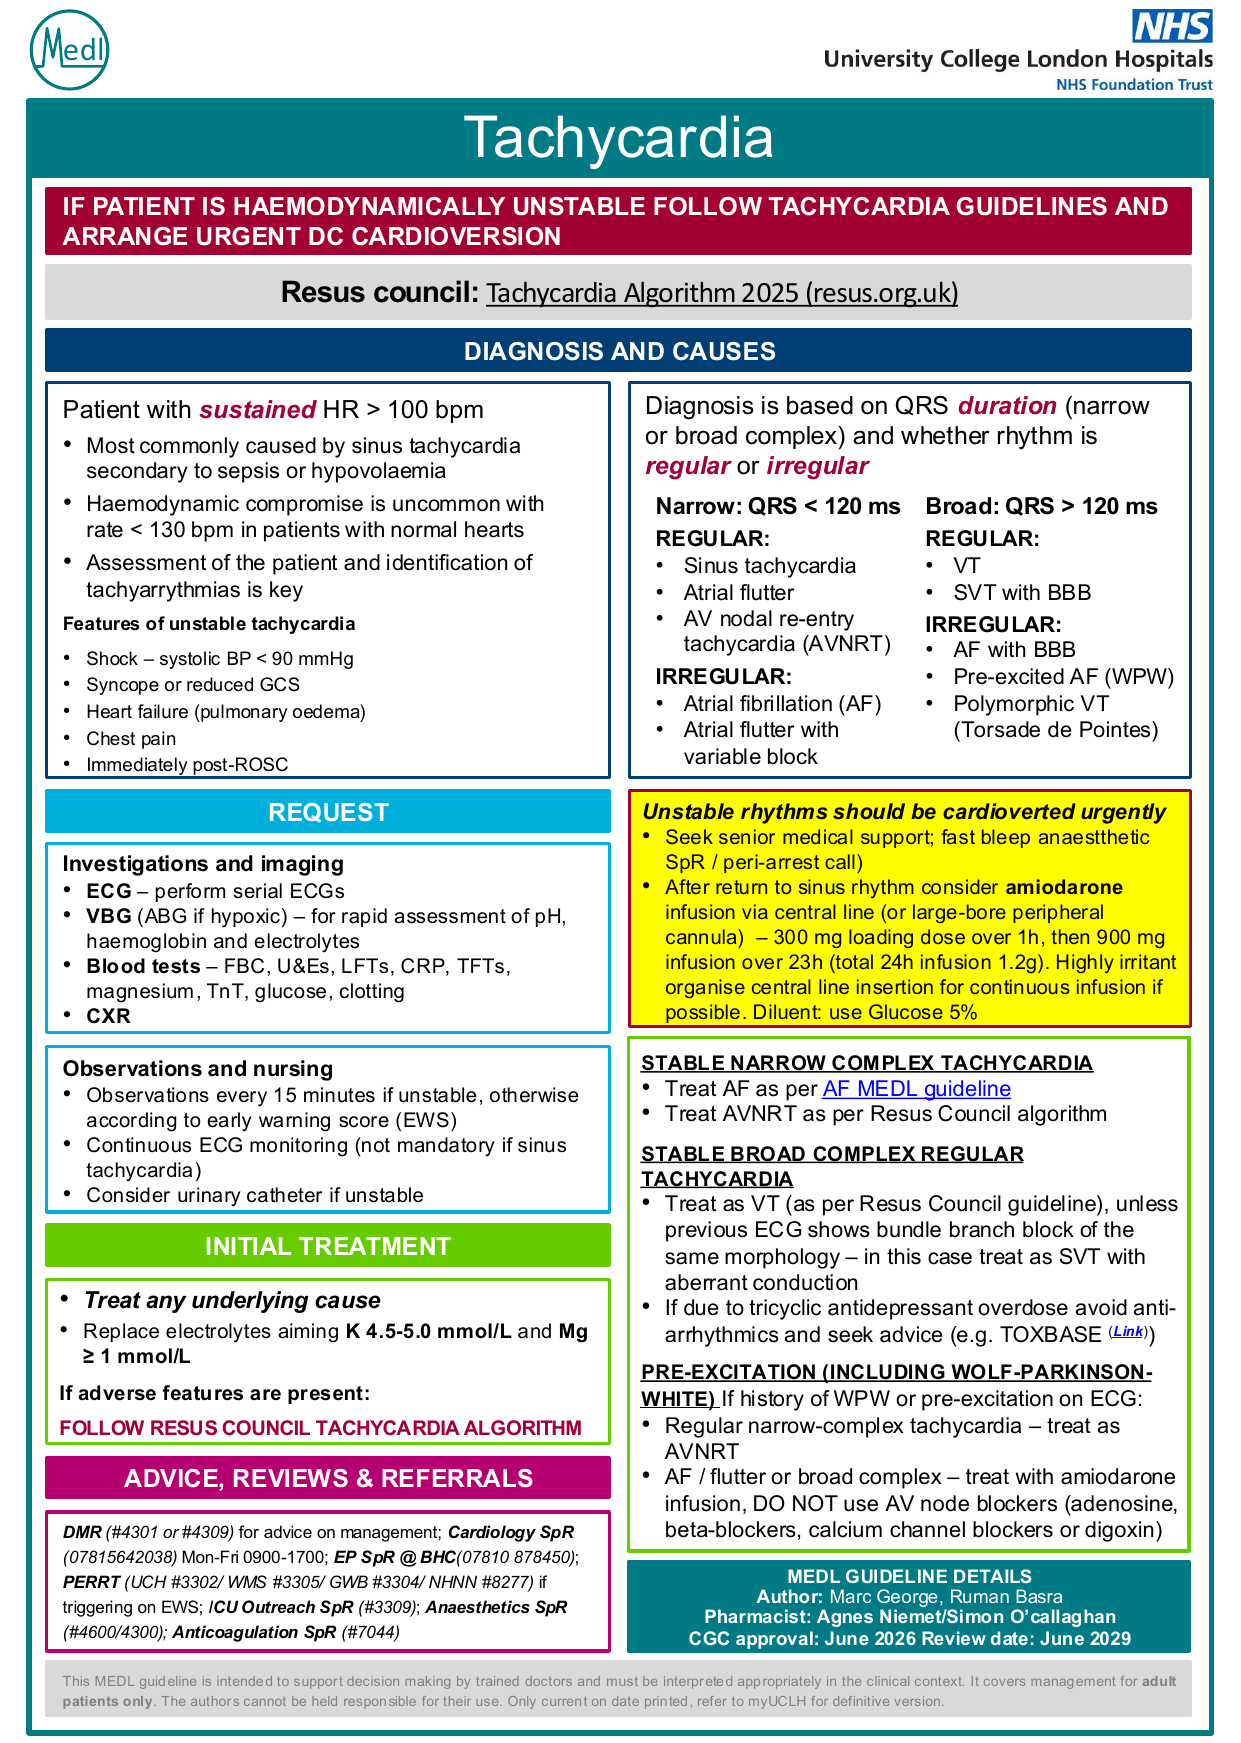 Medl
NHS
University College London Hospitals
NHS Foundation Trust
Tachycardia
IF PATIENT IS HAEMODYNAMICALLY UNSTABLE FOLLOW TACHYCARDIA GUIDELINES AND
ARRANGE URGENT DC CARDIOVERSION
Resus council: Tachycardia Algorithm 2025 (resus.org.uk)
DIAGNOSIS AND CAUSES
Patient with sustained HR > 100 bpm
• Most commonly caused by sinus tachycardia
secondary to sepsis or hypovolaemia
• Haemodynamic compromise is uncommon with
rate < 130 bpm in patients with normal hearts
• Assessment of the patient and identification of
tachyarrythmias is key
Features of unstable tachycardia
• Shock – systolic BP < 90 mmHg
• Syncope or reduced GCS
• Heart failure (pulmonary oedema)
• Chest pain
• Immediately post-ROSC
Diagnosis is based on QRS duration (narrow
or broad complex) and whether rhythm is
regular or irregular
Narrow: QRS < 120 ms
REGULAR:
• Sinus tachycardia
• Atrial flutter
• AV nodal re-entry
tachycardia (AVNRT)
IRREGULAR:
• Atrial fibrillation (AF)
• Atrial flutter with
variable block
Broad: QRS > 120 ms
REGULAR:
• VT
• SVT with BBB
IRREGULAR:
• AF with BBB
• Pre-excited AF (WPW)
• Polymorphic VT
(Torsade de Pointes)
REQUEST
Investigations and imaging
• ECG – perform serial ECGs
• VBG (ABG if hypoxic) – for rapid assessment of pH,
haemoglobin and electrolytes
• Blood tests – FBC, U&Es, LFTs, CRP, TFTs,
magnesium, TnT, glucose, clotting
• CXR
Observations and nursing
• Observations every 15 minutes if unstable, otherwise
according to early warning score (EWS)
• Continuous ECG monitoring (not mandatory if sinus
tachycardia)
• Consider urinary catheter if unstable
INITIAL TREATMENT
• Treat any underlying cause
• Replace electrolytes aiming K 4.5-5.0 mmol/L and Mg
≥ 1 mmol/L
If adverse features are present:
FOLLOW RESUS COUNCIL TACHYCARDIA ALGORITHM
ADVICE, REVIEWS & REFERRALS
DMR (#4301 or #4309) for advice on management; Cardiology SpR
(07815642038) Mon-Fri 0900-1700; EP SpR @ BHC(07810 878450);
PERRT (UCH #3302/ WMS #3305/ GWB #3304/ NHNN #8277) if
triggering on EWS; ICU Outreach SpR (#3309); Anaesthetics SpR
(#4600/4300); Anticoagulation SpR (#7044)
Unstable rhythms should be cardioverted urgently
• Seek senior medical support; fast bleep anaestthetic
SpR / peri-arrest call)
• After return to sinus rhythm consider amiodarone
infusion via central line (or large-bore peripheral
cannula) – 300 mg loading dose over 1h, then 900 mg
infusion over 23h (total 24h infusion 1.2g). Highly irritant
organise central line insertion for continuous infusion if
possible. Diluent: use Glucose 5%
STABLE NARROW COMPLEX TACHYCARDIA
• Treat AF as per AF MEDL guideline
• Treat AVNRT as per Resus Council algorithm
STABLE BROAD COMPLEX REGULAR
TACHYCARDIA
• Treat as VT (as per Resus Council guideline), unless
previous ECG shows bundle branch block of the
same morphology – in this case treat as SVT with
aberrant conduction
• If due to tricyclic antidepressant overdose avoid anti-
arrhythmics and seek advice (e.g. TOXBASE (Link))
PRE-EXCITATION (INCLUDING WOLF-PARKINSON-
WHITE) If history of WPW or pre-excitation on ECG:
• Regular narrow-complex tachycardia – treat as
AVNRT
• AF / flutter or broad complex – treat with amiodarone
infusion, DO NOT use AV node blockers (adenosine,
beta-blockers, calcium channel blockers or digoxin)
MEDL GUIDELINE DETAILS
Author: Marc George, Ruman Basra
Pharmacist: Agnes Niemet/Simon O’callaghan
CGC approval: June 2026 Review date: June 2029
This MEDL guideline is intended to support decision making by trained doctors and must be interpreted appropriately in the clinical context. It covers management for adult
patients only. The authors cannot be held responsible for their use. Only current on date printed, refer to myUCLH for definitive version.